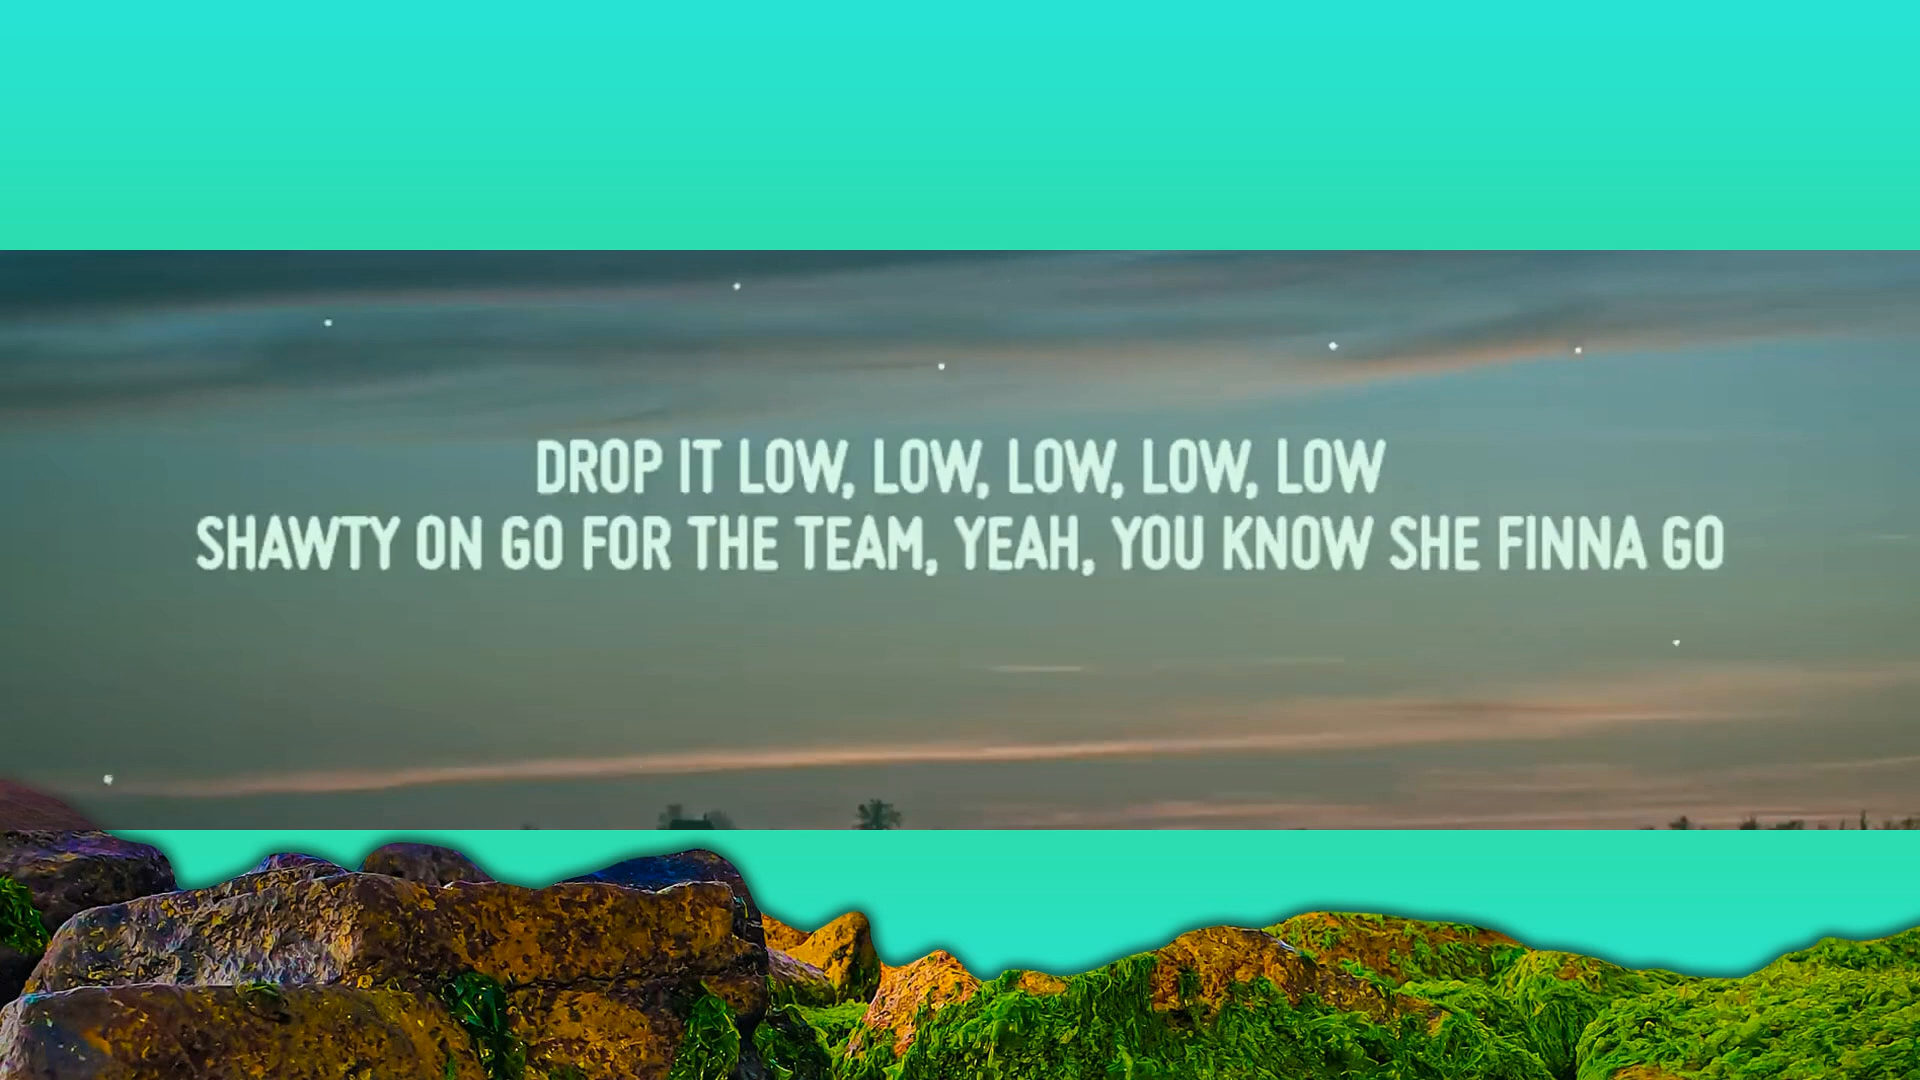 DROP IT LOW, LOW, LOW, LOW, LOW
SHAWTY ON GO FOR THE TEAM, YEAH, YOU KNOW SHE FINNA GO